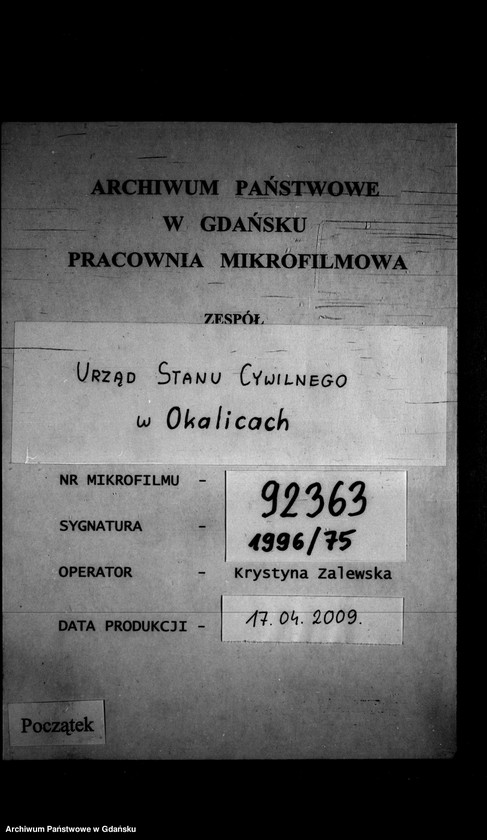 ARCHIWUM PAŃSTWOWE
W GDAŃSKU
PRACOWNIA MIKROFILMOWA
ZESPÓŁ
URZĄD STANU CYWILNEGO
w Okalicach
NR MIKROFILMU - 92363
SYGNATURA - 1996/75
OPERATOR - Krystyna Zalewska
DATA PRODUKCJI - 17.04.2009.
Początek
Archiwum Państwowe w Gdańsku